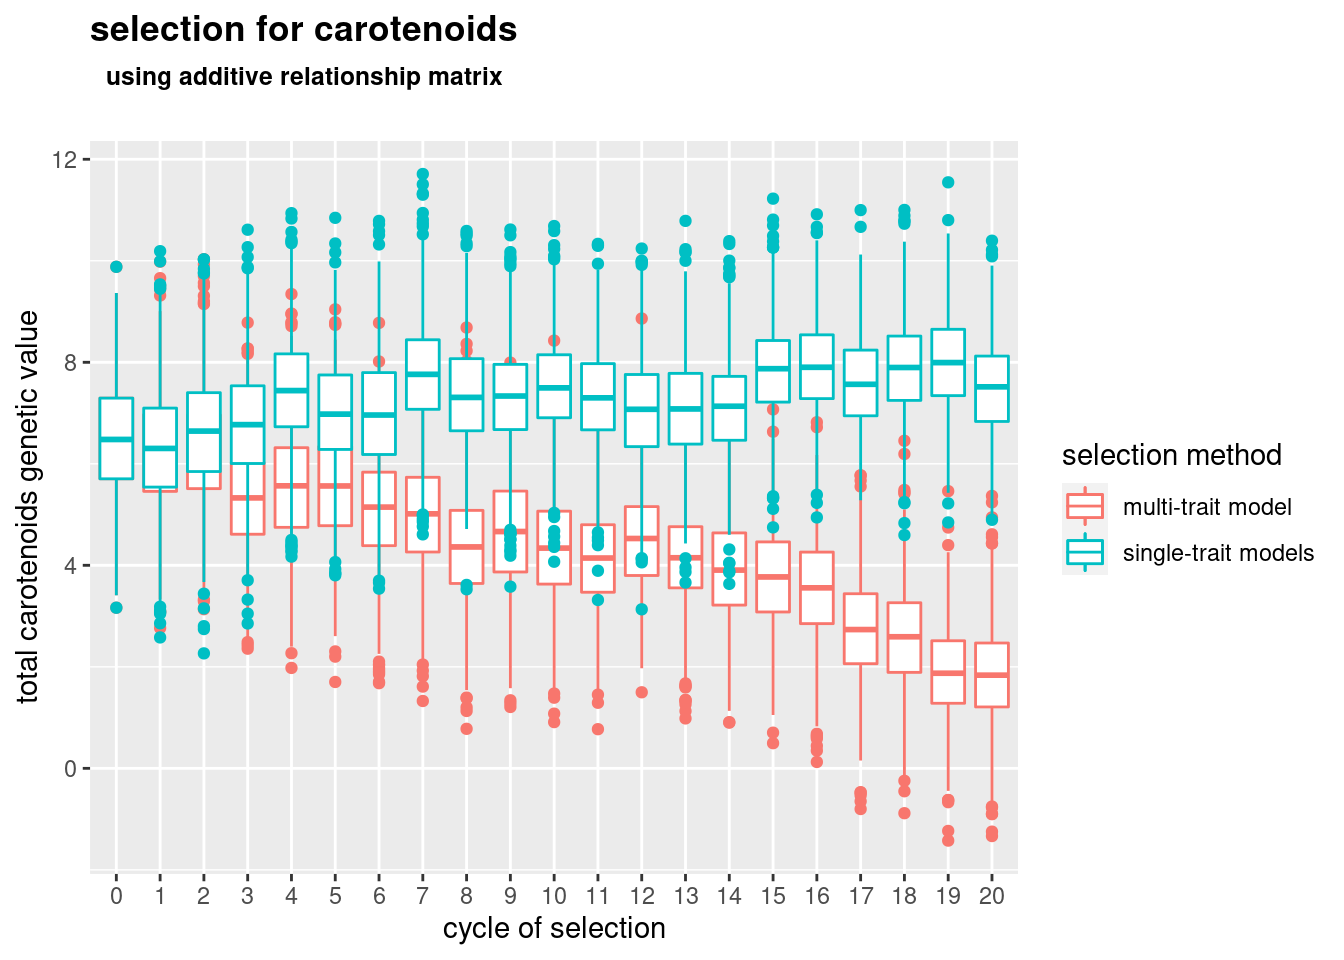 selection for carotenoids
using additive relationship matrix
12
8
4
0
total carotenoids genetic value
0 1 2 3 4 5 6 7 8 9 10 11 12 13 14 15 16 17 18 19 20
cycle of selection
selection method
multi-trait model
single-trait models